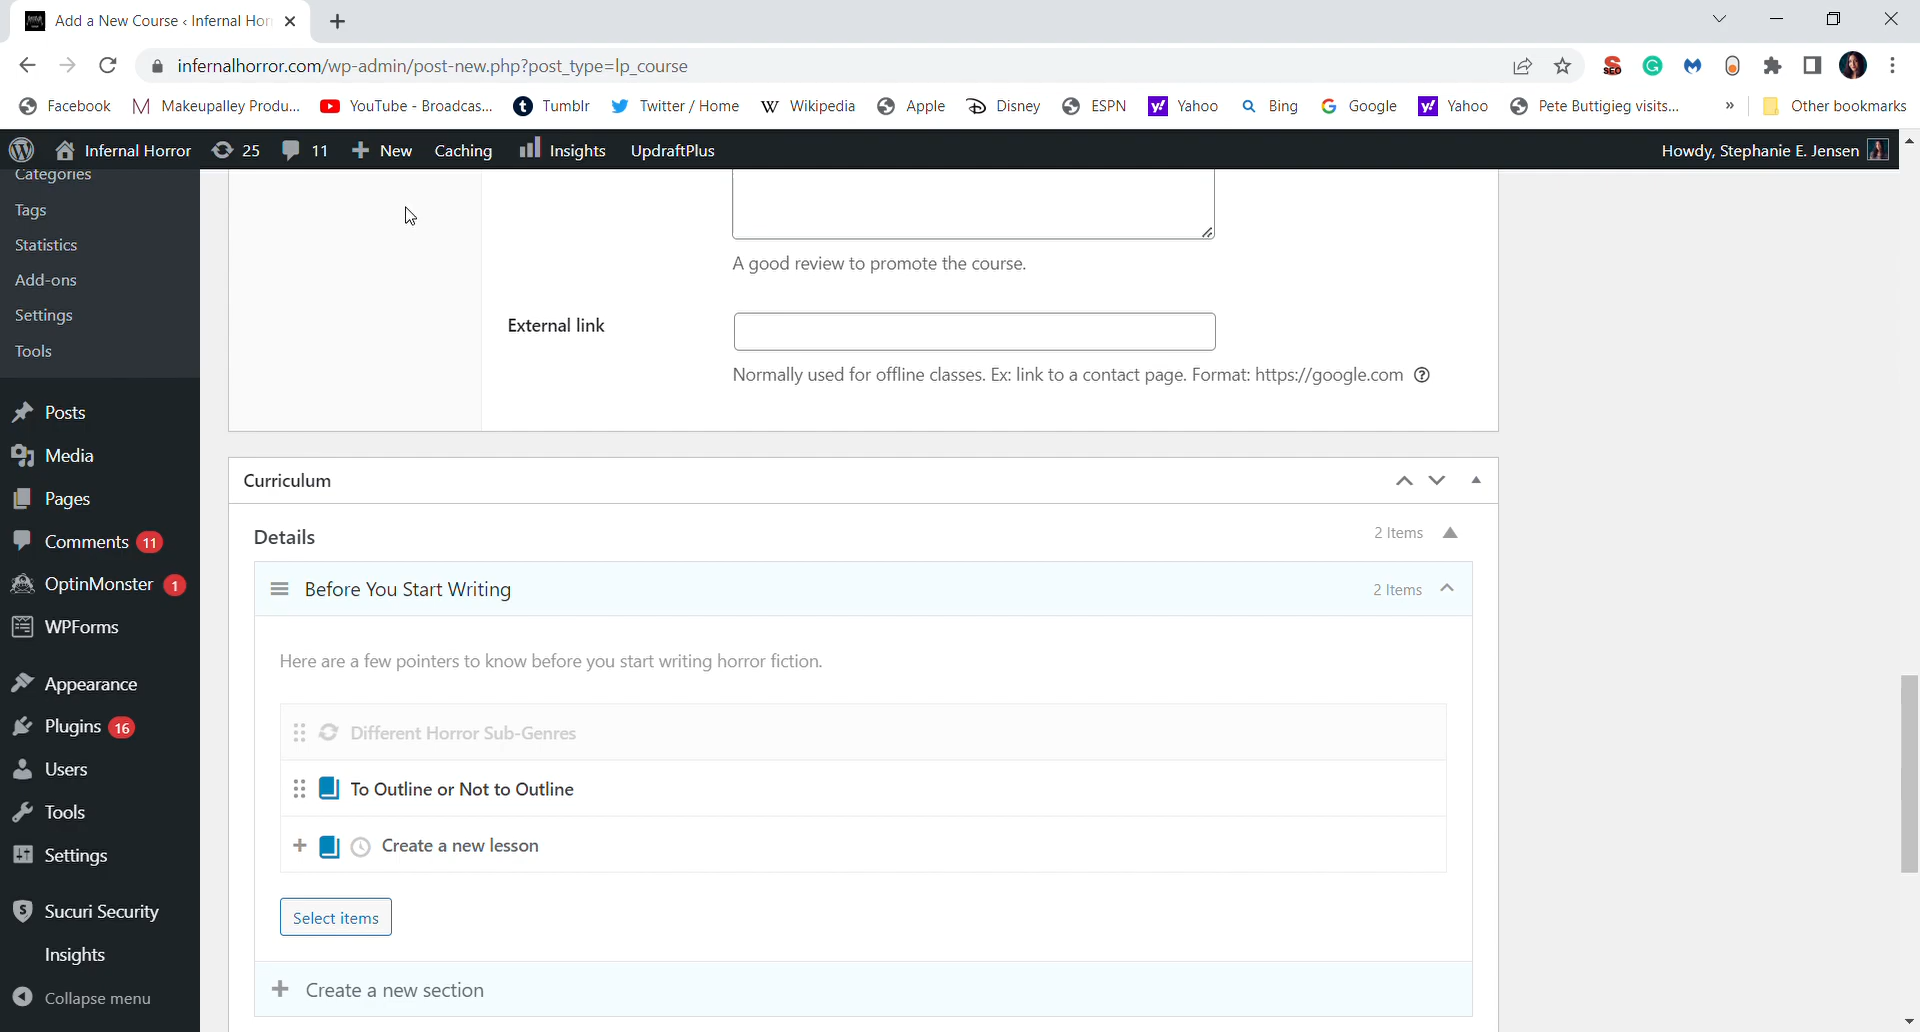 Add a New Course ‹ Infernal Hor
infernalhorror.com/wp-admin/post-new.php?post_type=lp_course
Facebook
Makeupalley Produ...
YouTube - Broadcas...
Tumblr
Twitter / Home
Wikipedia
Apple
Disney
ESPN
Yahoo
Bing
Google
Yahoo
Pete Buttigieg visits...
»
Other bookmarks
Infernal Horror
25
11
New
Caching
Insights
UpdraftPlus
Howdy, Stephanie E. Jensen
Categories
Tags
Statistics
Add-ons
Settings
Tools
Posts
Media
Pages
Comments 11
OptinMonster 1
WPForms
Appearance
Plugins 16
Users
Tools
Settings
Sucuri Security
Insights
Collapse menu
A good review to promote the course.
External link
Normally used for offline classes. Ex: link to a contact page. Format: https://google.com
Curriculum
Details
2 Items
Before You Start Writing
2 Items
Here are a few pointers to know before you start writing horror fiction.
Different Horror Sub-Genres
To Outline or Not to Outline
Create a new lesson
Select items
Create a new section